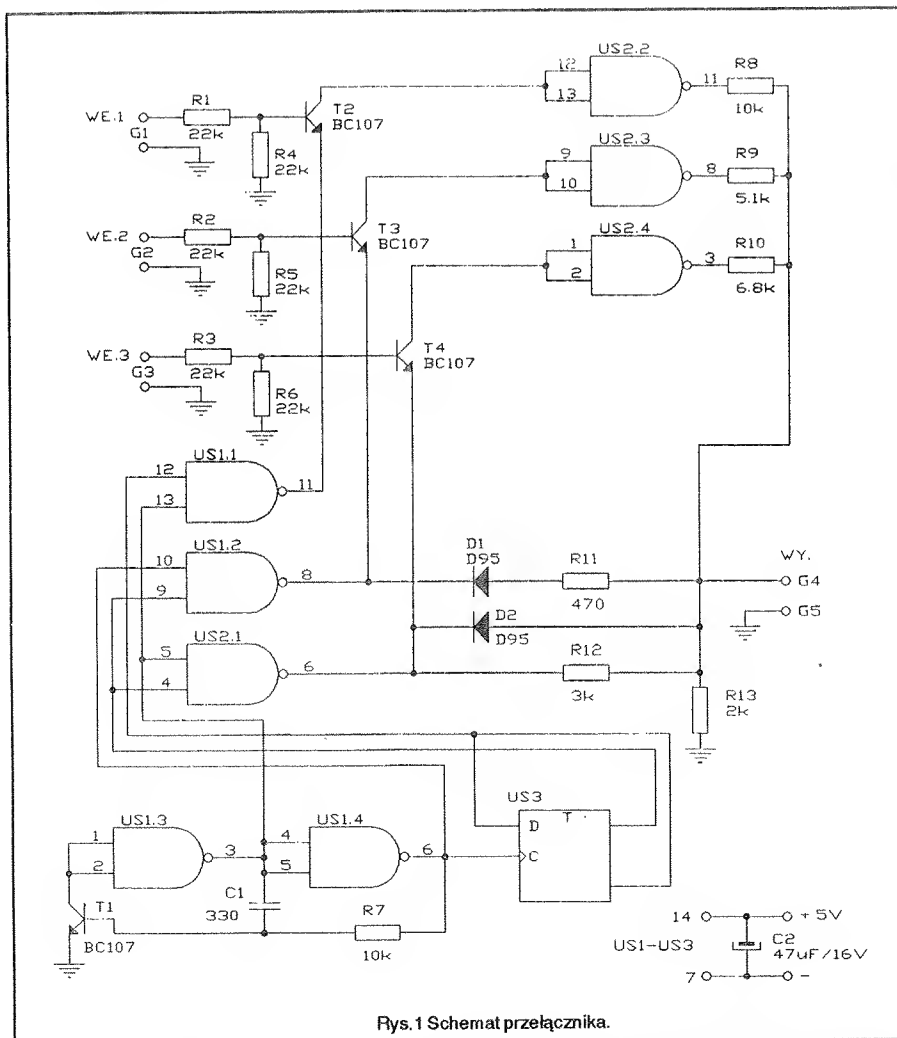 US2.2
12
13
11
R8
10k
WE.1
R1
22k
G1
T2
BC107
R4
22k
US2.3
9
10
8
R9
5.1k
WE.2
R2
22k
G2
T3
BC107
R5
22k
US2.4
1
2
3
R10
6.8k
WE.3
R3
22k
G3
T4
BC107
R6
22k
US1.1
12
13
11
US1.2
10
9
8
D1
D95
R11
470
WY.
G4
G5
D2
D95
US2.1
5
4
6
R12
3k
R13
2k
US1.3
1
2
3
US1.4
4
5
6
US3
T
D
C
C1
330
R7
10k
T1
BC107
14
+5V
US1-US3
C2
47uF/16V
7
-
Rys.1 Schemat przełącznika.